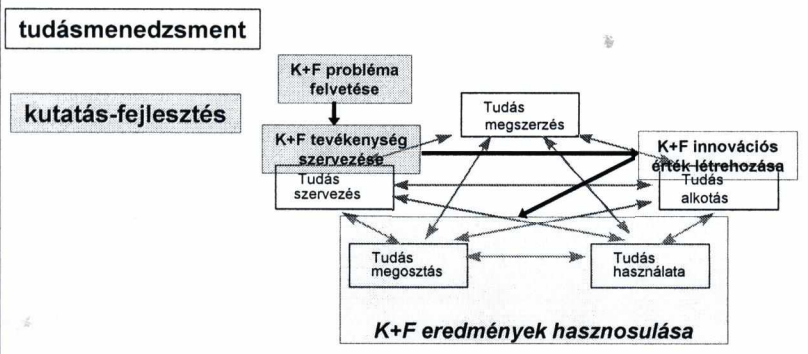 tudásmenedzsment
kutatás-fejlesztés
K+F probléma
felvetése
K+F tevékenység
szervezése
Tudás
szervezés
Tudás
megszerzés
K+F innovációs
érték létrehozása
Tudás
alkotás
Tudás
megosztás
Tudás
használata
K+F eredmények hasznosulása